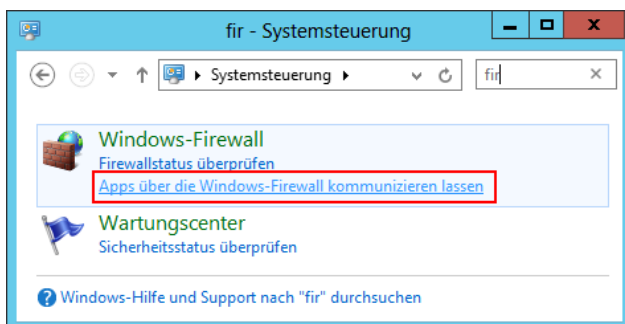 fir - Systemsteuerung
Systemsteuerung
fir
Windows-Firewall
Firewallstatus überprüfen
Apps über die Windows-Firewall kommunizieren lassen
Wartungscenter
Sicherheitsstatus überprüfen
Windows-Hilfe und Support nach "fir" durchsuchen